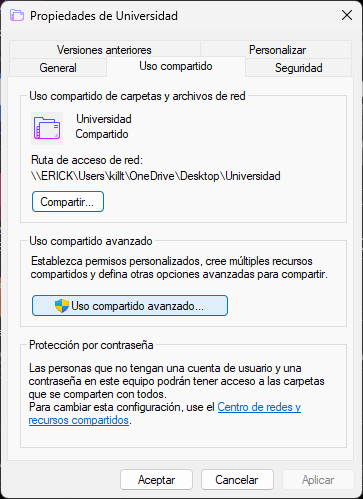 Propiedades de Universidad
Versiones anteriores
Personalizar
General
Uso compartido
Seguridad
Uso compartido de carpetas y archivos de red
Universidad
Compartido
Ruta de acceso de red:
\\ERICK\Users\killt\OneDrive\Desktop\Universidad
Compartir...
Uso compartido avanzado
Establezca permisos personalizados, cree múltiples recursos
compartidos y defina otras opciones avanzadas para compartir.
Uso compartido avanzado...
Protección por contraseña
Las personas que no tengan una cuenta de usuario y una
contraseña en este equipo podrán tener acceso a las carpetas
que se comparten con todos.
Para cambiar esta configuración, use el Centro de redes y
recursos compartidos.
Aceptar
Cancelar
Aplicar